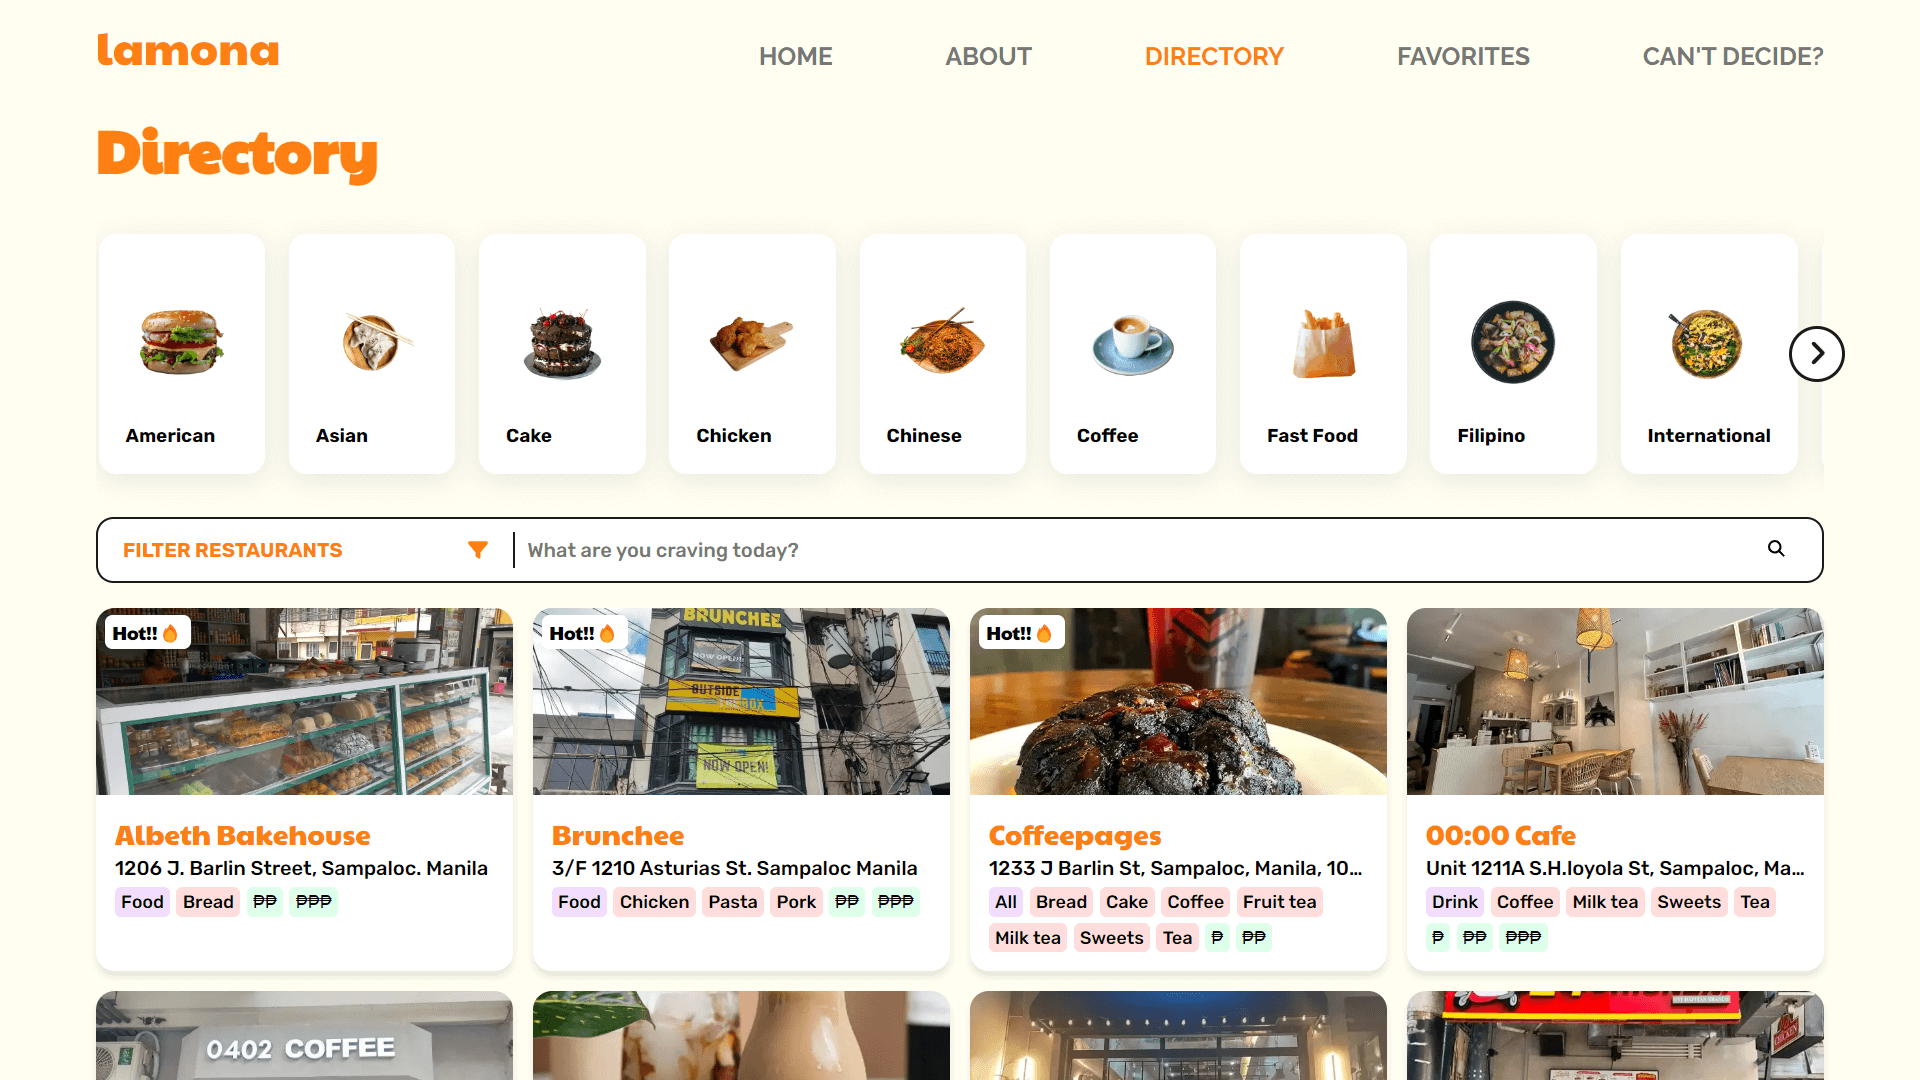 lamona
HOME ABOUT DIRECTORY FAVORITES CAN'T DECIDE?
Directory
American Asian Cake Chicken Chinese Coffee Fast Food Filipino International
FILTER RESTAURANTS What are you craving today?
Hot!!
BRUNCHEE
NOW OPEN!
OUTSIDE
THE BOX
NOW OPEN!
Hot!!
Hot!!
Albeth Bakehouse
1206 J. Barlin Street, Sampaloc. Manila
Food Bread ₱₱ ₱₱₱
Brunchee
3/F 1210 Asturias St. Sampaloc Manila
Food Chicken Pasta Pork ₱₱ ₱₱₱
Coffeepages
1233 J Barlin St, Sampaloc, Manila, 10...
All Bread Cake Coffee Fruit tea
Milk tea Sweets Tea ₱ ₱₱
00:00 Cafe
Unit 1211A S.H.loyola St, Sampaloc, Ma...
Drink Coffee Milk tea Sweets Tea
₱ ₱₱ ₱₱₱
0402 COFFEE
CHICKEN